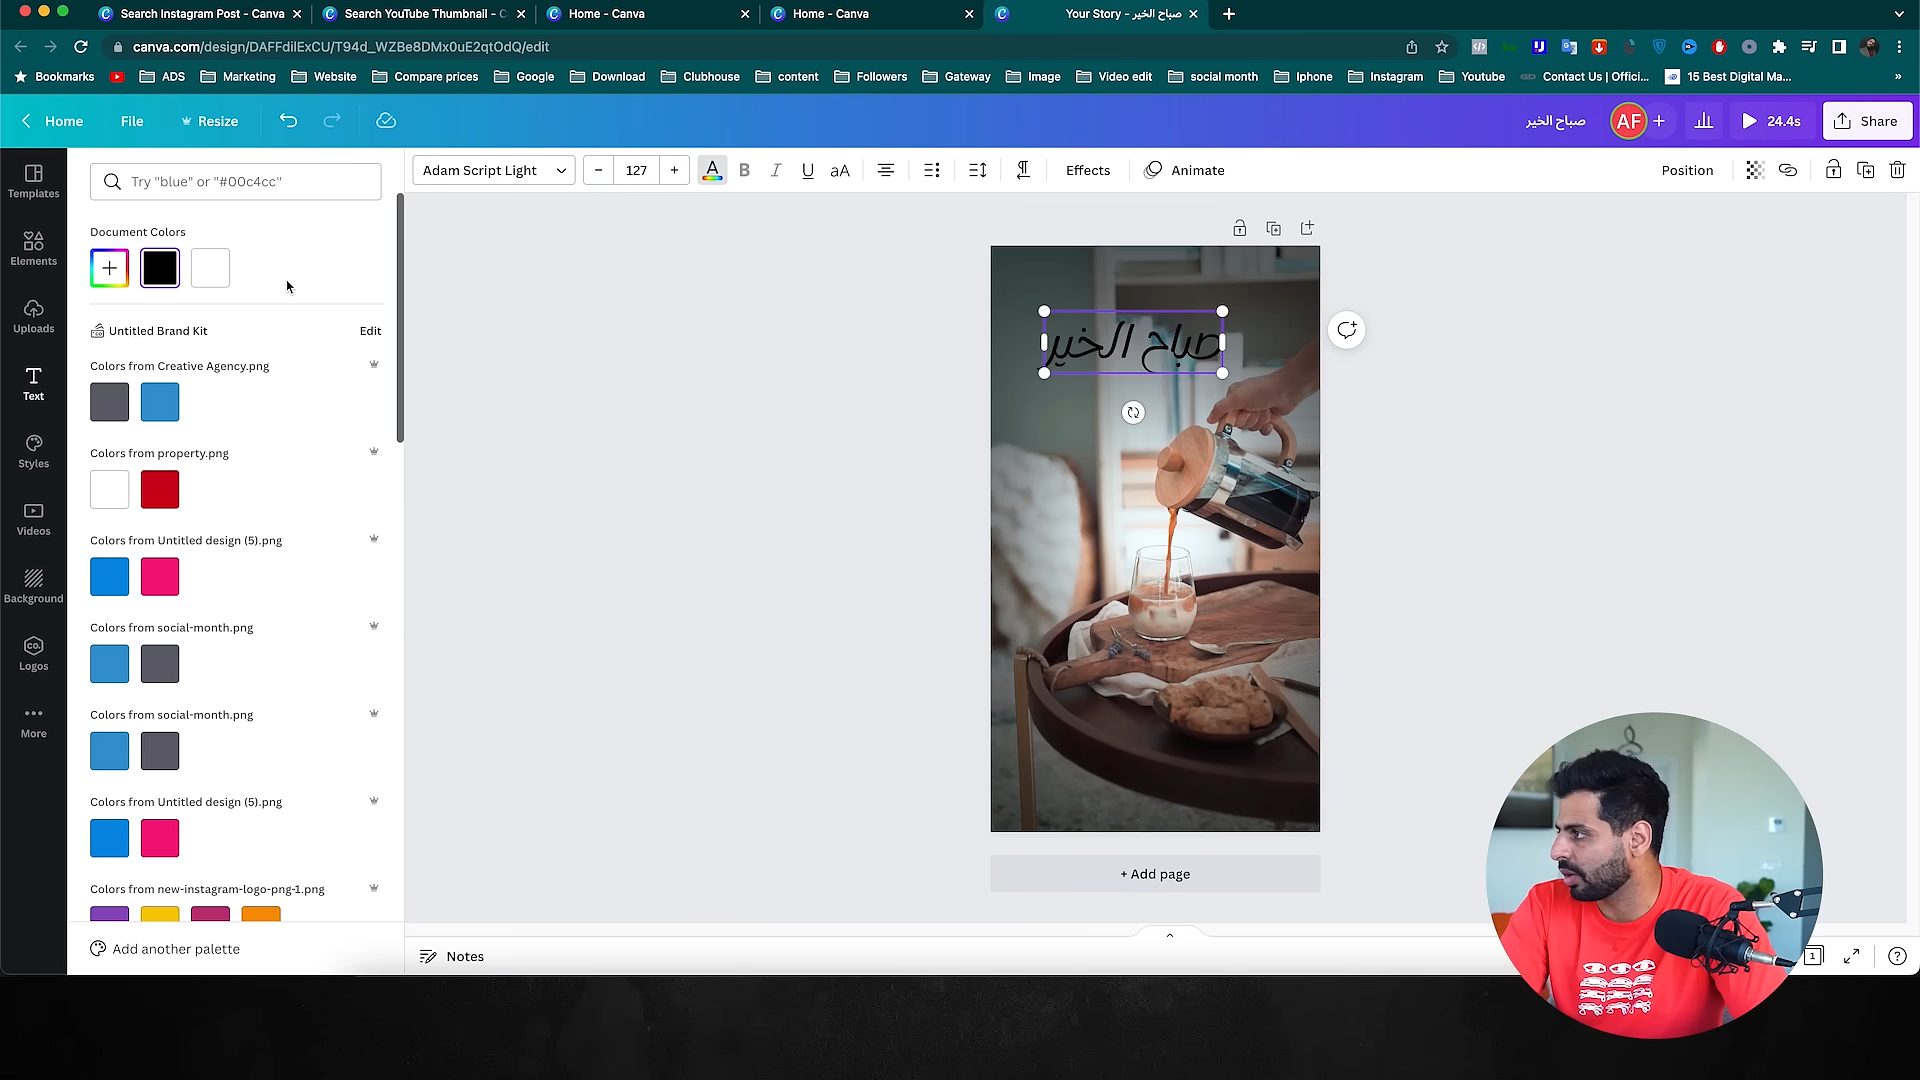 Search Instagram Post - Canva
Search YouTube Thumbnail - C
Home - Canva
Home - Canva
Your Story - صباح الخير
canva.com/design/DAFFdilExCU/T94d_WZBe8DMx0uE2qtOdQ/edit
Bookmarks
ADS
Marketing
Website
Compare prices
Google
Download
Clubhouse
content
Followers
Gateway
Image
Video edit
social month
Iphone
Instagram
Youtube
Contact Us | Offici...
15 Best Digital Ma...
»
Home
File
Resize
صباح الخير
AF
+
24.4s
Share
Templates
Elements
Uploads
Text
Styles
Videos
Background
Logos
More
Try "blue" or "#00c4cc"
Adam Script Light
−
127
+
A
B
I
U
aA
Effects
Animate
Position
Document Colors
Untitled Brand Kit
Edit
Colors from Creative Agency.png
Colors from property.png
Colors from Untitled design (5).png
Colors from social-month.png
Colors from social-month.png
Colors from Untitled design (5).png
Colors from new-instagram-logo-png-1.png
Add another palette
صباح الخير
+ Add page
Notes
1
?